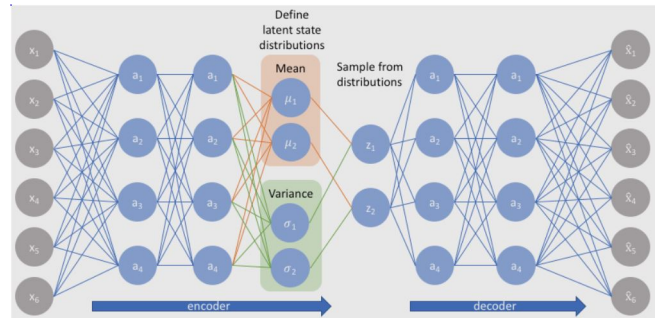 Define
latent state
distributions
Mean
Sample from
distributions
Variance
x₁
x₂
x₃
x₄
x₅
x₆
a₁
a₂
a₃
a₄
a₁
a₂
a₃
a₄
μ₁
μ₂
σ₁
σ₂
z₁
z₂
a₁
a₂
a₃
a₄
a₁
a₂
a₃
a₄
x̂₁
x̂₂
x̂₃
x̂₄
x̂₅
x̂₆
encoder
decoder